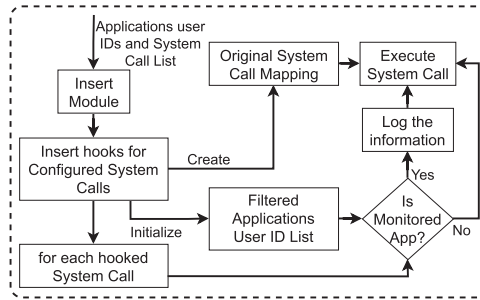 Applications user
IDs and System
Call List
Insert
Module
Original System
Call Mapping
Execute
System Call
Insert hooks for
Configured System
Calls
Create
Log the
information
Yes
Initialize
Filtered
Applications
User ID List
Is
Monitored
App?
No
for each hooked
System Call